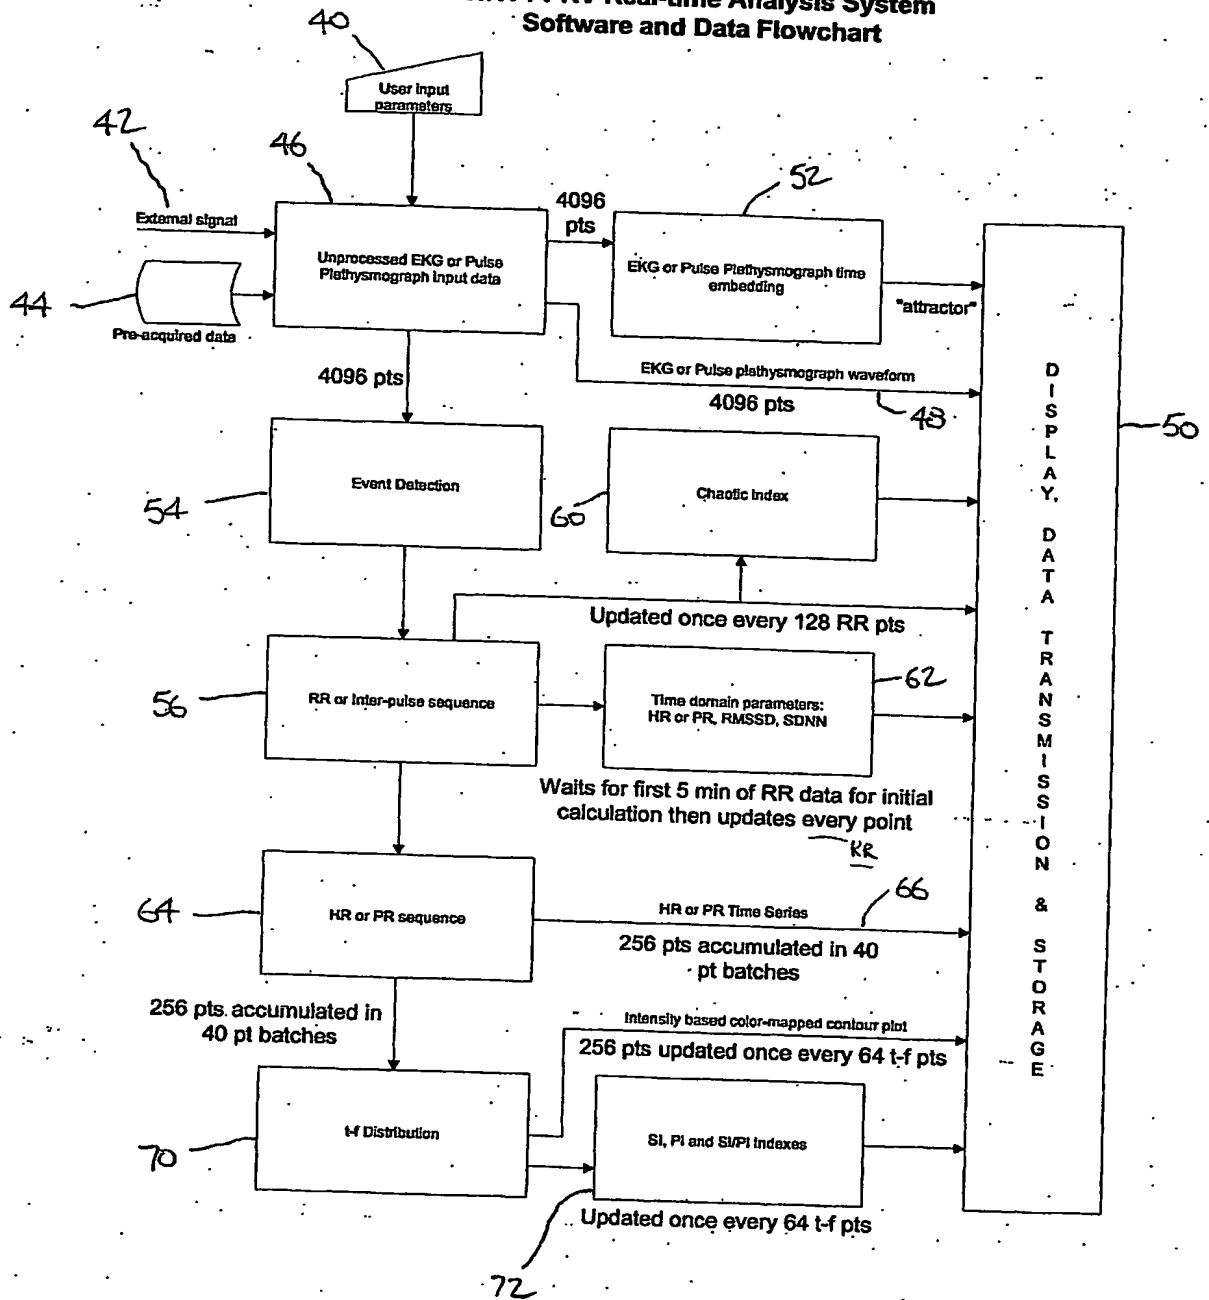 Real-time Analysis System
Software and Data Flowchart
40
User input
parameters
42
46
52
External signal
4096
pts
Unprocessed EKG or Pulse
Plethysmograph input data
EKG or Pulse Plethysmograph time
embedding
"attractor"
44
Pre-acquired data
4096 pts
EKG or Pulse plethysmograph waveform
4096 pts
48
50
DISPLAY, DATA TRANSMISSION & STORAGE
Event Detection
54
60
Chaotic Index
Updated once every 128 RR pts
RR or Inter-pulse sequence
56
Time domain parameters:
HR or PR, RMSSD, SDNN
62
Waits for first 5 min of RR data for initial
calculation then updates every point
RR
64
HR or PR sequence
66
HR or PR Time Series
256 pts accumulated in 40
pt batches
256 pts. accumulated in
40 pt batches
Intensity based color-mapped contour plot
256 pts updated once every 64 t-f pts
t-f Distribution
70
SI, PI and SI/PI Indexes
Updated once every 64 t-f pts
72